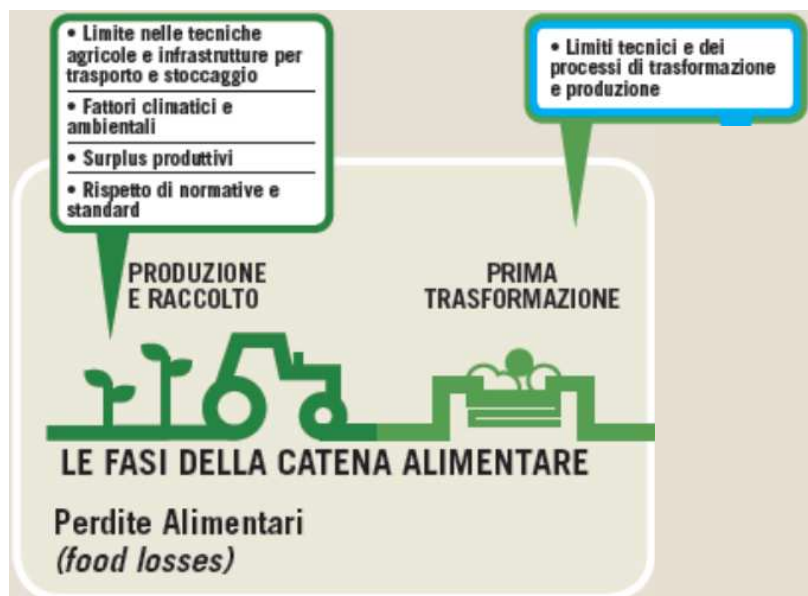 • Limite nelle tecniche
agricole e infrastrutture per
trasporto e stoccaggio
• Fattori climatici e
ambientali
• Surplus produttivi
• Rispetto di normative e
standard
• Limiti tecnici e dei
processi di trasformazione
e produzione
PRODUZIONE
E RACCOLTO
PRIMA
TRASFORMAZIONE
LE FASI DELLA CATENA ALIMENTARE
Perdite Alimentari
(food losses)